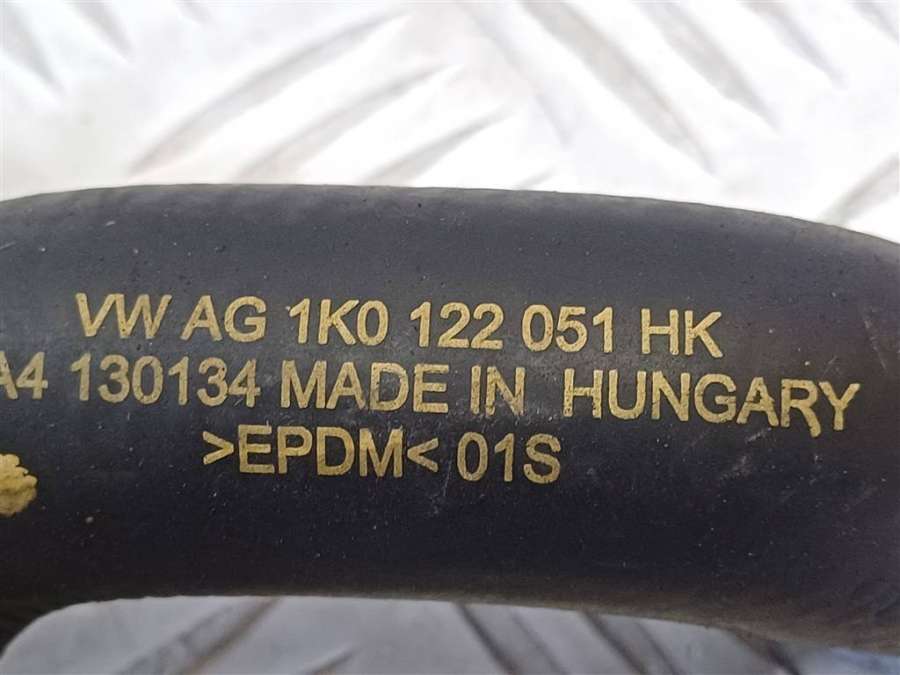 VW AG 1K0 122 051 HK
A4 130134 MADE IN HUNGARY
>EPDM< 01S